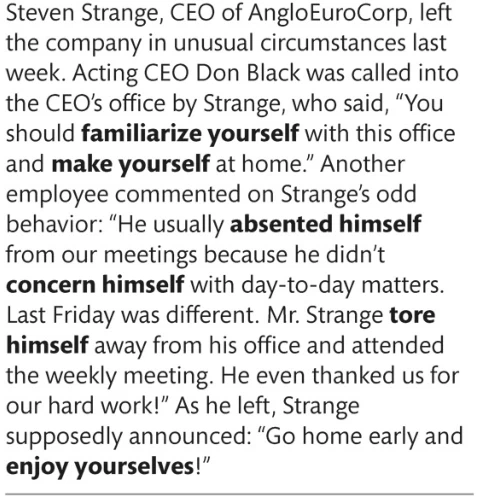 Steven Strange, CEO of AngloEuroCorp, left
the company in unusual circumstances last
week. Acting CEO Don Black was called into
the CEO’s office by Strange, who said, “You
should familiarize yourself with this office
and make yourself at home.” Another
employee commented on Strange’s odd
behavior: “He usually absented himself
from our meetings because he didn’t
concern himself with day-to-day matters.
Last Friday was different. Mr. Strange tore
himself away from his office and attended
the weekly meeting. He even thanked us for
our hard work!” As he left, Strange
supposedly announced: “Go home early and
enjoy yourselves!”